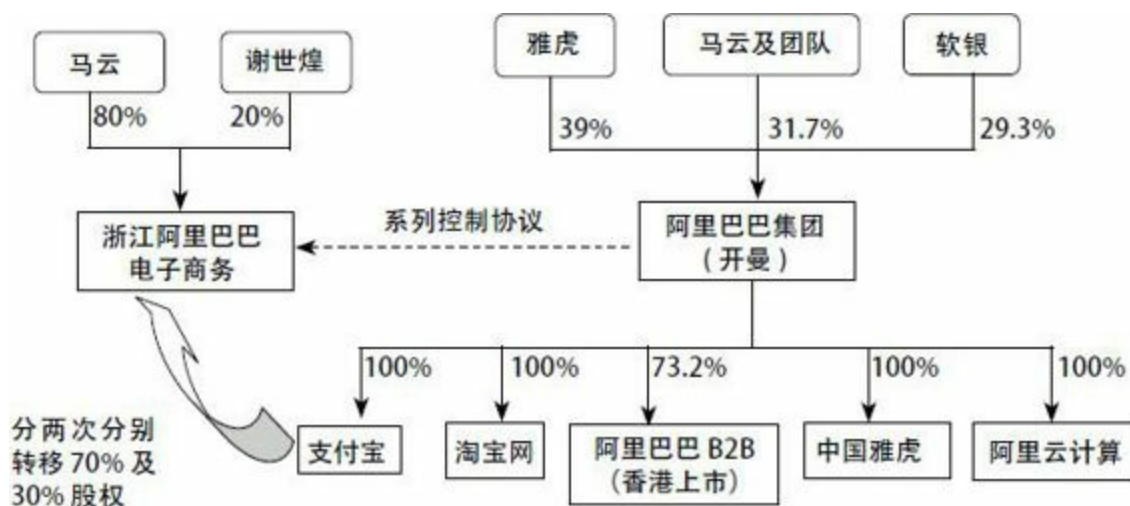 马云
谢世煌
雅虎
马云及团队
软银
80%
20%
39%
31.7%
29.3%
浙江阿里巴巴
电子商务
系列控制协议
阿里巴巴集团
（开曼）
100%
100%
73.2%
100%
100%
分两次分别
转移70%及
30%股权
支付宝
淘宝网
阿里巴巴 B2B
（香港上市）
中国雅虎
阿里云计算